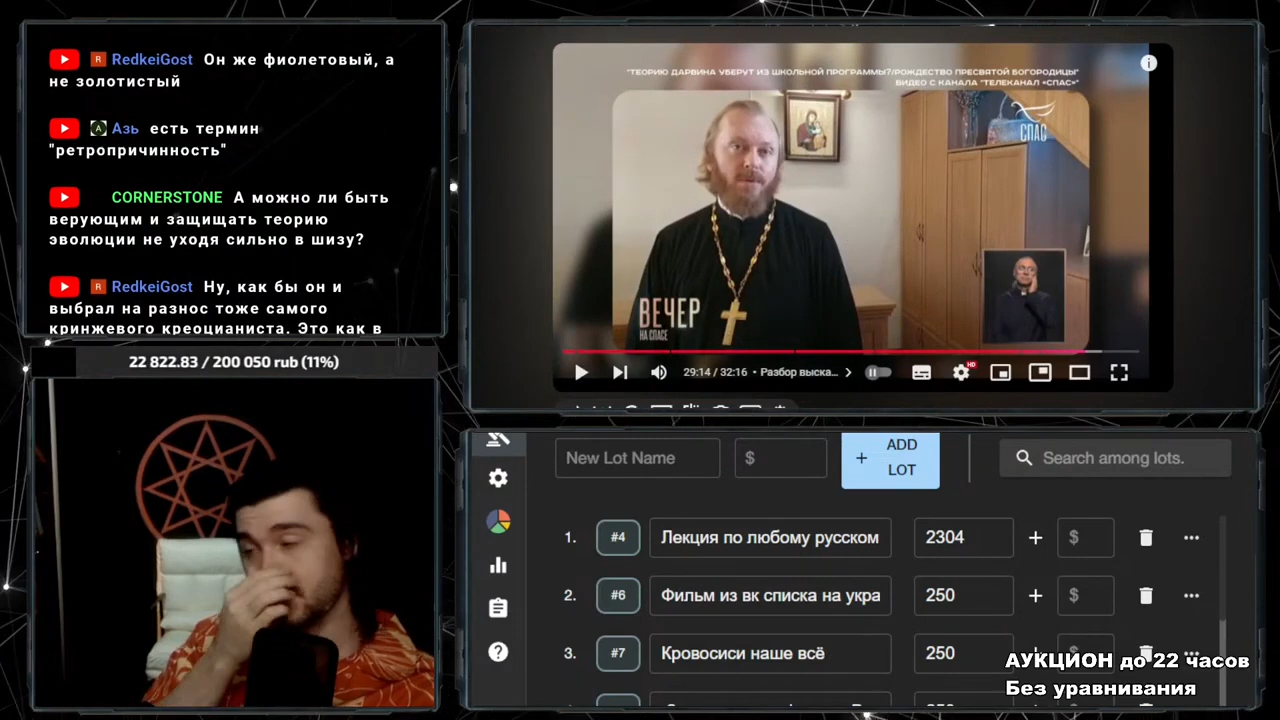 RedkeiGost Он же фиолетовый, а
не золотистый
Азь есть термин
"ретропричинность"
CORNERSTONE А можно ли быть
верующим и защищать теорию
эволюции не уходя сильно в шизу?
RedkeiGost Ну, как бы он и
выбрал на разнос тоже самого
кринжевого креоцианиста. Это как в
22 822.83 / 200 050 rub (11%)
"ТЕОРИЮ ДАРВИНА УБЕРУТ ИЗ ШКОЛЬНОЙ ПРОГРАММЫ?/РОЖДЕСТВО ПРЕСВЯТОЙ БОГОРОДИЦЫ"
ВИДЕО С КАНАЛА "ТЕЛЕКАНАЛ «СПАС»"
СПАС
ВЕЧЕР
НА СПАСЕ
29:14 / 32:16 • Разбор выска...
HD
New Lot Name
$
+ ADD
LOT
Search among lots.
1. #4 Лекция по любому русском 2304 + $
2. #6 Фильм из вк списка на укра 250 + $
3. #7 Кровосиси наше всё 250
АУКЦИОН до 22 часов
Без уравнивания